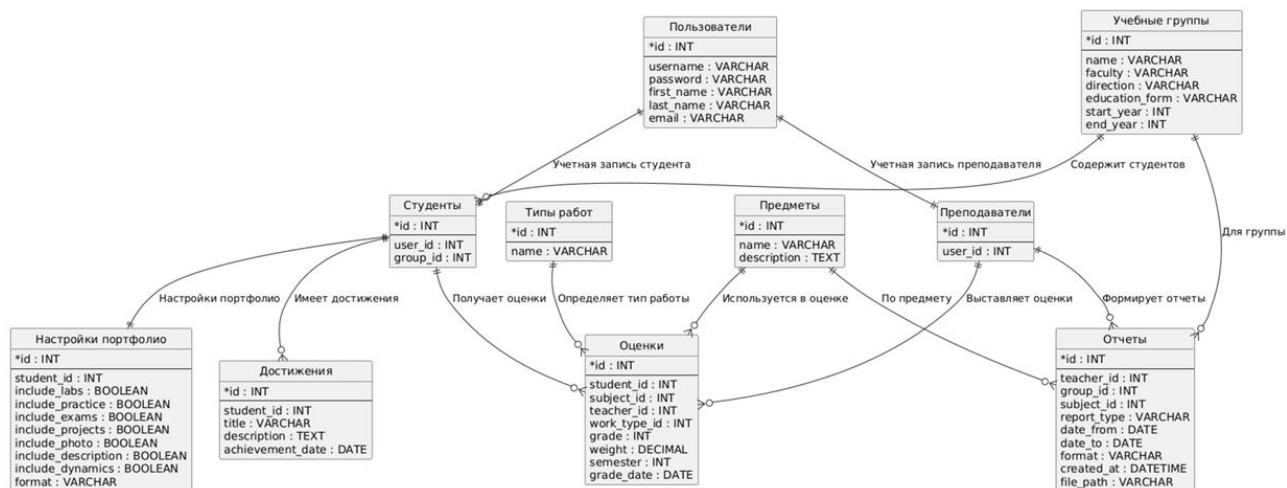 Пользователи
*id : INT
username : VARCHAR
password : VARCHAR
first_name : VARCHAR
last_name : VARCHAR
email : VARCHAR
Учебные группы
*id : INT
name : VARCHAR
faculty : VARCHAR
direction : VARCHAR
education_form : VARCHAR
start_year : INT
end_year : INT
Учетная запись студента
Учетная запись преподавателя
Содержит студентов
Студенты
*id : INT
user_id : INT
group_id : INT
Типы работ
*id : INT
name : VARCHAR
Предметы
*id : INT
name : VARCHAR
description : TEXT
Преподаватели
*id : INT
user_id : INT
Для группы
Настройки портфолио
Имеет достижения
Получает оценки
Определяет тип работы
Используется в оценке
По предмету
Выставляет оценки
Формирует отчеты
Настройки портфолио
*id : INT
student_id : INT
include_labs : BOOLEAN
include_practice : BOOLEAN
include_exams : BOOLEAN
include_projects : BOOLEAN
include_photo : BOOLEAN
include_description : BOOLEAN
include_dynamics : BOOLEAN
format : VARCHAR
Достижения
*id : INT
student_id : INT
title : VARCHAR
description : TEXT
achievement_date : DATE
Оценки
*id : INT
student_id : INT
subject_id : INT
teacher_id : INT
work_type_id : INT
grade : INT
weight : DECIMAL
semester : INT
grade_date : DATE
Отчеты
*id : INT
teacher_id : INT
group_id : INT
subject_id : INT
report_type : VARCHAR
date_from : DATE
date_to : DATE
format : VARCHAR
created_at : DATETIME
file_path : VARCHAR